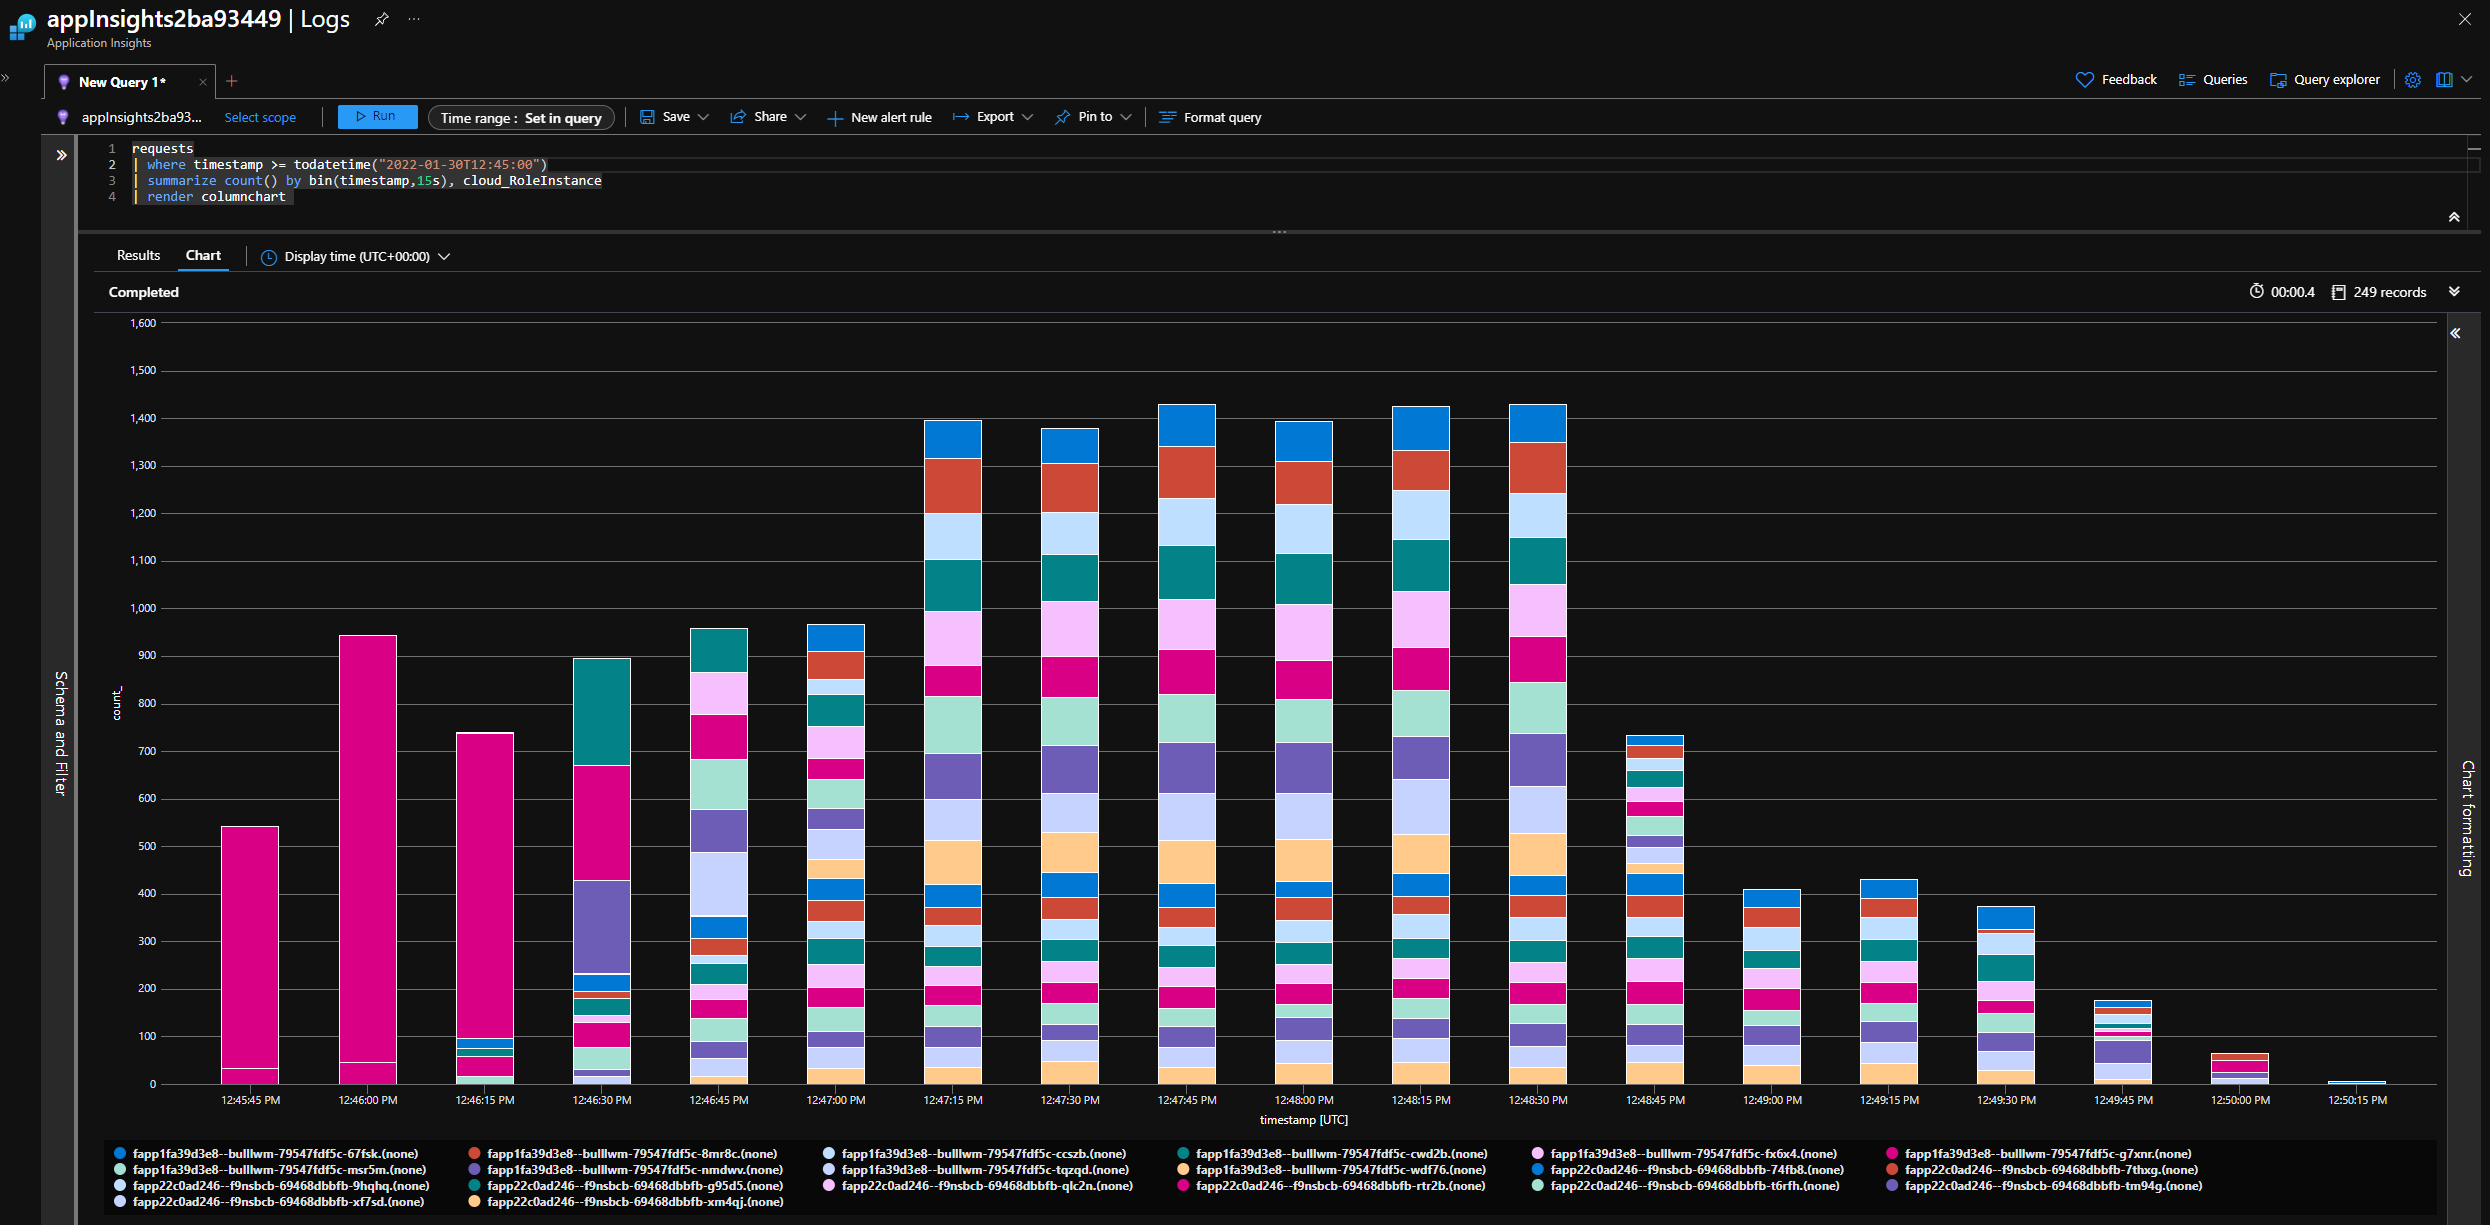 appInsights2ba93449 | Logs
Application Insights
New Query 1*
Feedback
Queries
Query explorer
appInsights2ba93...
Select scope
Run
Time range : Set in query
Save
Share
New alert rule
Export
Pin to
Format query
1 requests
2 | where timestamp >= todatetime("2022-01-30T12:45:00")
3 | summarize count() by bin(timestamp,15s), cloud_RoleInstance
4 | render columnchart
Results
Chart
Display time (UTC+00:00)
Completed
00:00.4
249 records
Schema and Filter
Chart formatting
count_
1,600
1,500
1,400
1,300
1,200
1,100
1,000
900
800
700
600
500
400
300
200
100
0
12:45:45 PM 12:46:00 PM 12:46:15 PM 12:46:30 PM 12:46:45 PM 12:47:00 PM 12:47:15 PM 12:47:30 PM 12:47:45 PM 12:48:00 PM 12:48:15 PM 12:48:30 PM 12:48:45 PM 12:49:00 PM 12:49:15 PM 12:49:30 PM 12:49:45 PM 12:50:00 PM 12:50:15 PM
timestamp [UTC]
fapp1fa39d3e8--bulllwm-79547fdf5c-67fsk.(none) fapp1fa39d3e8--bulllwm-79547fdf5c-8mr8c.(none) fapp1fa39d3e8--bulllwm-79547fdf5c-ccszb.(none) fapp1fa39d3e8--bulllwm-79547fdf5c-cwd2b.(none) fapp1fa39d3e8--bulllwm-79547fdf5c-fx6x4.(none) fapp1fa39d3e8--bulllwm-79547fdf5c-g7xnr.(none)
fapp1fa39d3e8--bulllwm-79547fdf5c-msr5m.(none) fapp1fa39d3e8--bulllwm-79547fdf5c-nmdwv.(none) fapp1fa39d3e8--bulllwm-79547fdf5c-tqzqd.(none) fapp1fa39d3e8--bulllwm-79547fdf5c-wdf76.(none) fapp22c0ad246--f9nsbcb-69468dbbfb-74fb8.(none) fapp22c0ad246--f9nsbcb-69468dbbfb-7thxg.(none)
fapp22c0ad246--f9nsbcb-69468dbbfb-9hqhq.(none) fapp22c0ad246--f9nsbcb-69468dbbfb-g95d5.(none) fapp22c0ad246--f9nsbcb-69468dbbfb-qlc2n.(none) fapp22c0ad246--f9nsbcb-69468dbbfb-rtr2b.(none) fapp22c0ad246--f9nsbcb-69468dbbfb-t6rfh.(none) fapp22c0ad246--f9nsbcb-69468dbbfb-tm94g.(none)
fapp22c0ad246--f9nsbcb-69468dbbfb-xf7sd.(none) fapp22c0ad246--f9nsbcb-69468dbbfb-xm4qj.(none)